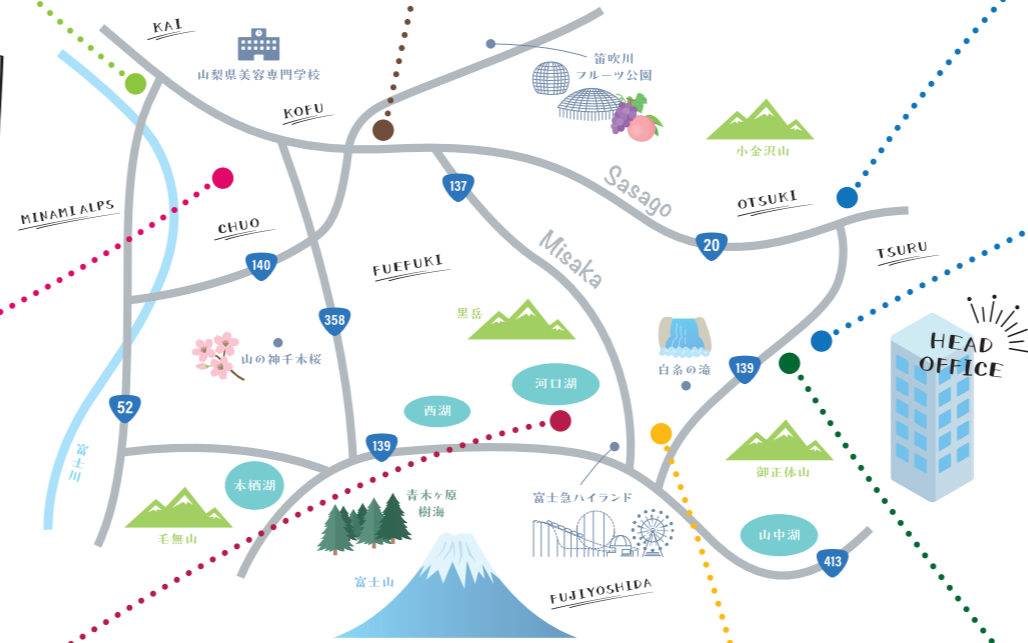 KAI
山梨県美容専門学校
笛吹川
フルーツ公園
KOFU
小金沢山
137
Sasago
OTSUKI
MINAMIALPS
CHUO
20
TSURU
140
FUEFUKI
Misaka
358
黒岳
HEAD
OFFICE
山の神千本桜
白糸の滝
139
河口湖
西湖
52
139
富士川
本栖湖
御正体山
青木ヶ原
樹海
富士急ハイランド
毛無山
山中湖
413
富士山
FUJIYOSHIDA